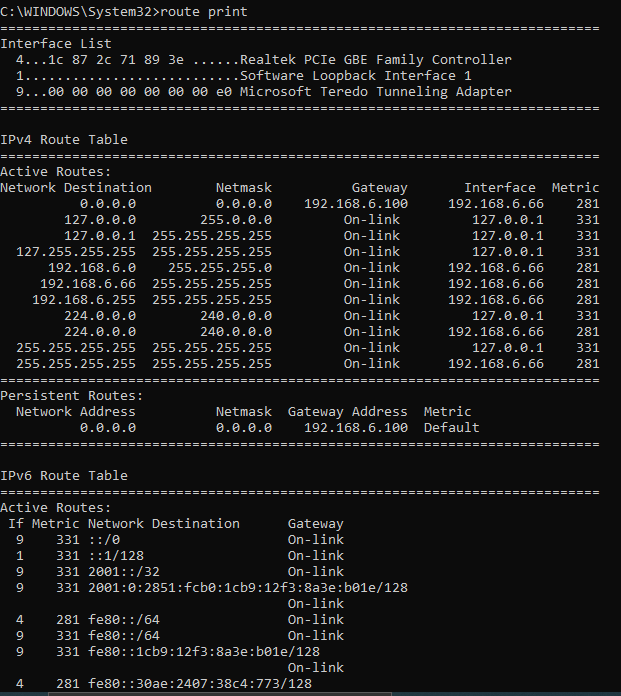 C:\WINDOWS\System32>route print
===========================================================================
Interface List
  4...1c 87 2c 71 89 3e ......Realtek PCIe GBE Family Controller
  1...........................Software Loopback Interface 1
  9...00 00 00 00 00 00 00 e0 Microsoft Teredo Tunneling Adapter
===========================================================================

IPv4 Route Table
===========================================================================
Active Routes:
Network Destination        Netmask          Gateway       Interface  Metric
          0.0.0.0          0.0.0.0    192.168.6.100     192.168.6.66    281
        127.0.0.0        255.0.0.0         On-link         127.0.0.1    331
        127.0.0.1  255.255.255.255         On-link         127.0.0.1    331
  127.255.255.255  255.255.255.255         On-link         127.0.0.1    331
      192.168.6.0    255.255.255.0         On-link      192.168.6.66    281
     192.168.6.66  255.255.255.255         On-link      192.168.6.66    281
    192.168.6.255  255.255.255.255         On-link      192.168.6.66    281
        224.0.0.0        240.0.0.0         On-link         127.0.0.1    331
        224.0.0.0        240.0.0.0         On-link      192.168.6.66    281
  255.255.255.255  255.255.255.255         On-link         127.0.0.1    331
  255.255.255.255  255.255.255.255         On-link      192.168.6.66    281
===========================================================================
Persistent Routes:
  Network Address          Netmask  Gateway Address  Metric
          0.0.0.0          0.0.0.0    192.168.6.100  Default
===========================================================================

IPv6 Route Table
===========================================================================
Active Routes:
 If Metric Network Destination      Gateway
  9    331 ::/0                     On-link
  1    331 ::1/128                  On-link
  9    331 2001::/32                On-link
  9    331 2001:0:2851:fcb0:1cb9:12f3:8a3e:b01e/128
                                    On-link
  4    281 fe80::/64                On-link
  9    331 fe80::/64                On-link
  9    331 fe80::1cb9:12f3:8a3e:b01e/128
                                    On-link
  4    281 fe80::30ae:2407:38c4:773/128